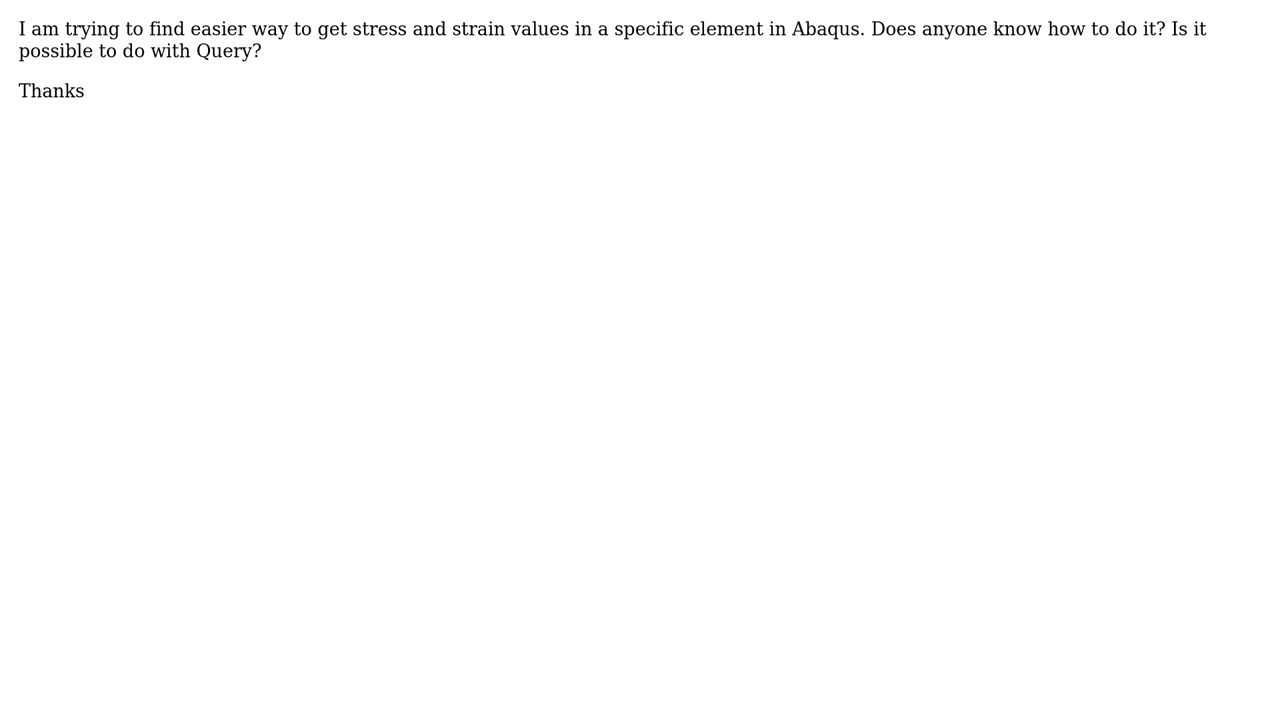 I am trying to find easier way to get stress and strain values in a specific element in Abaqus. Does anyone know how to do it? Is it
possible to do with Query?
Thanks